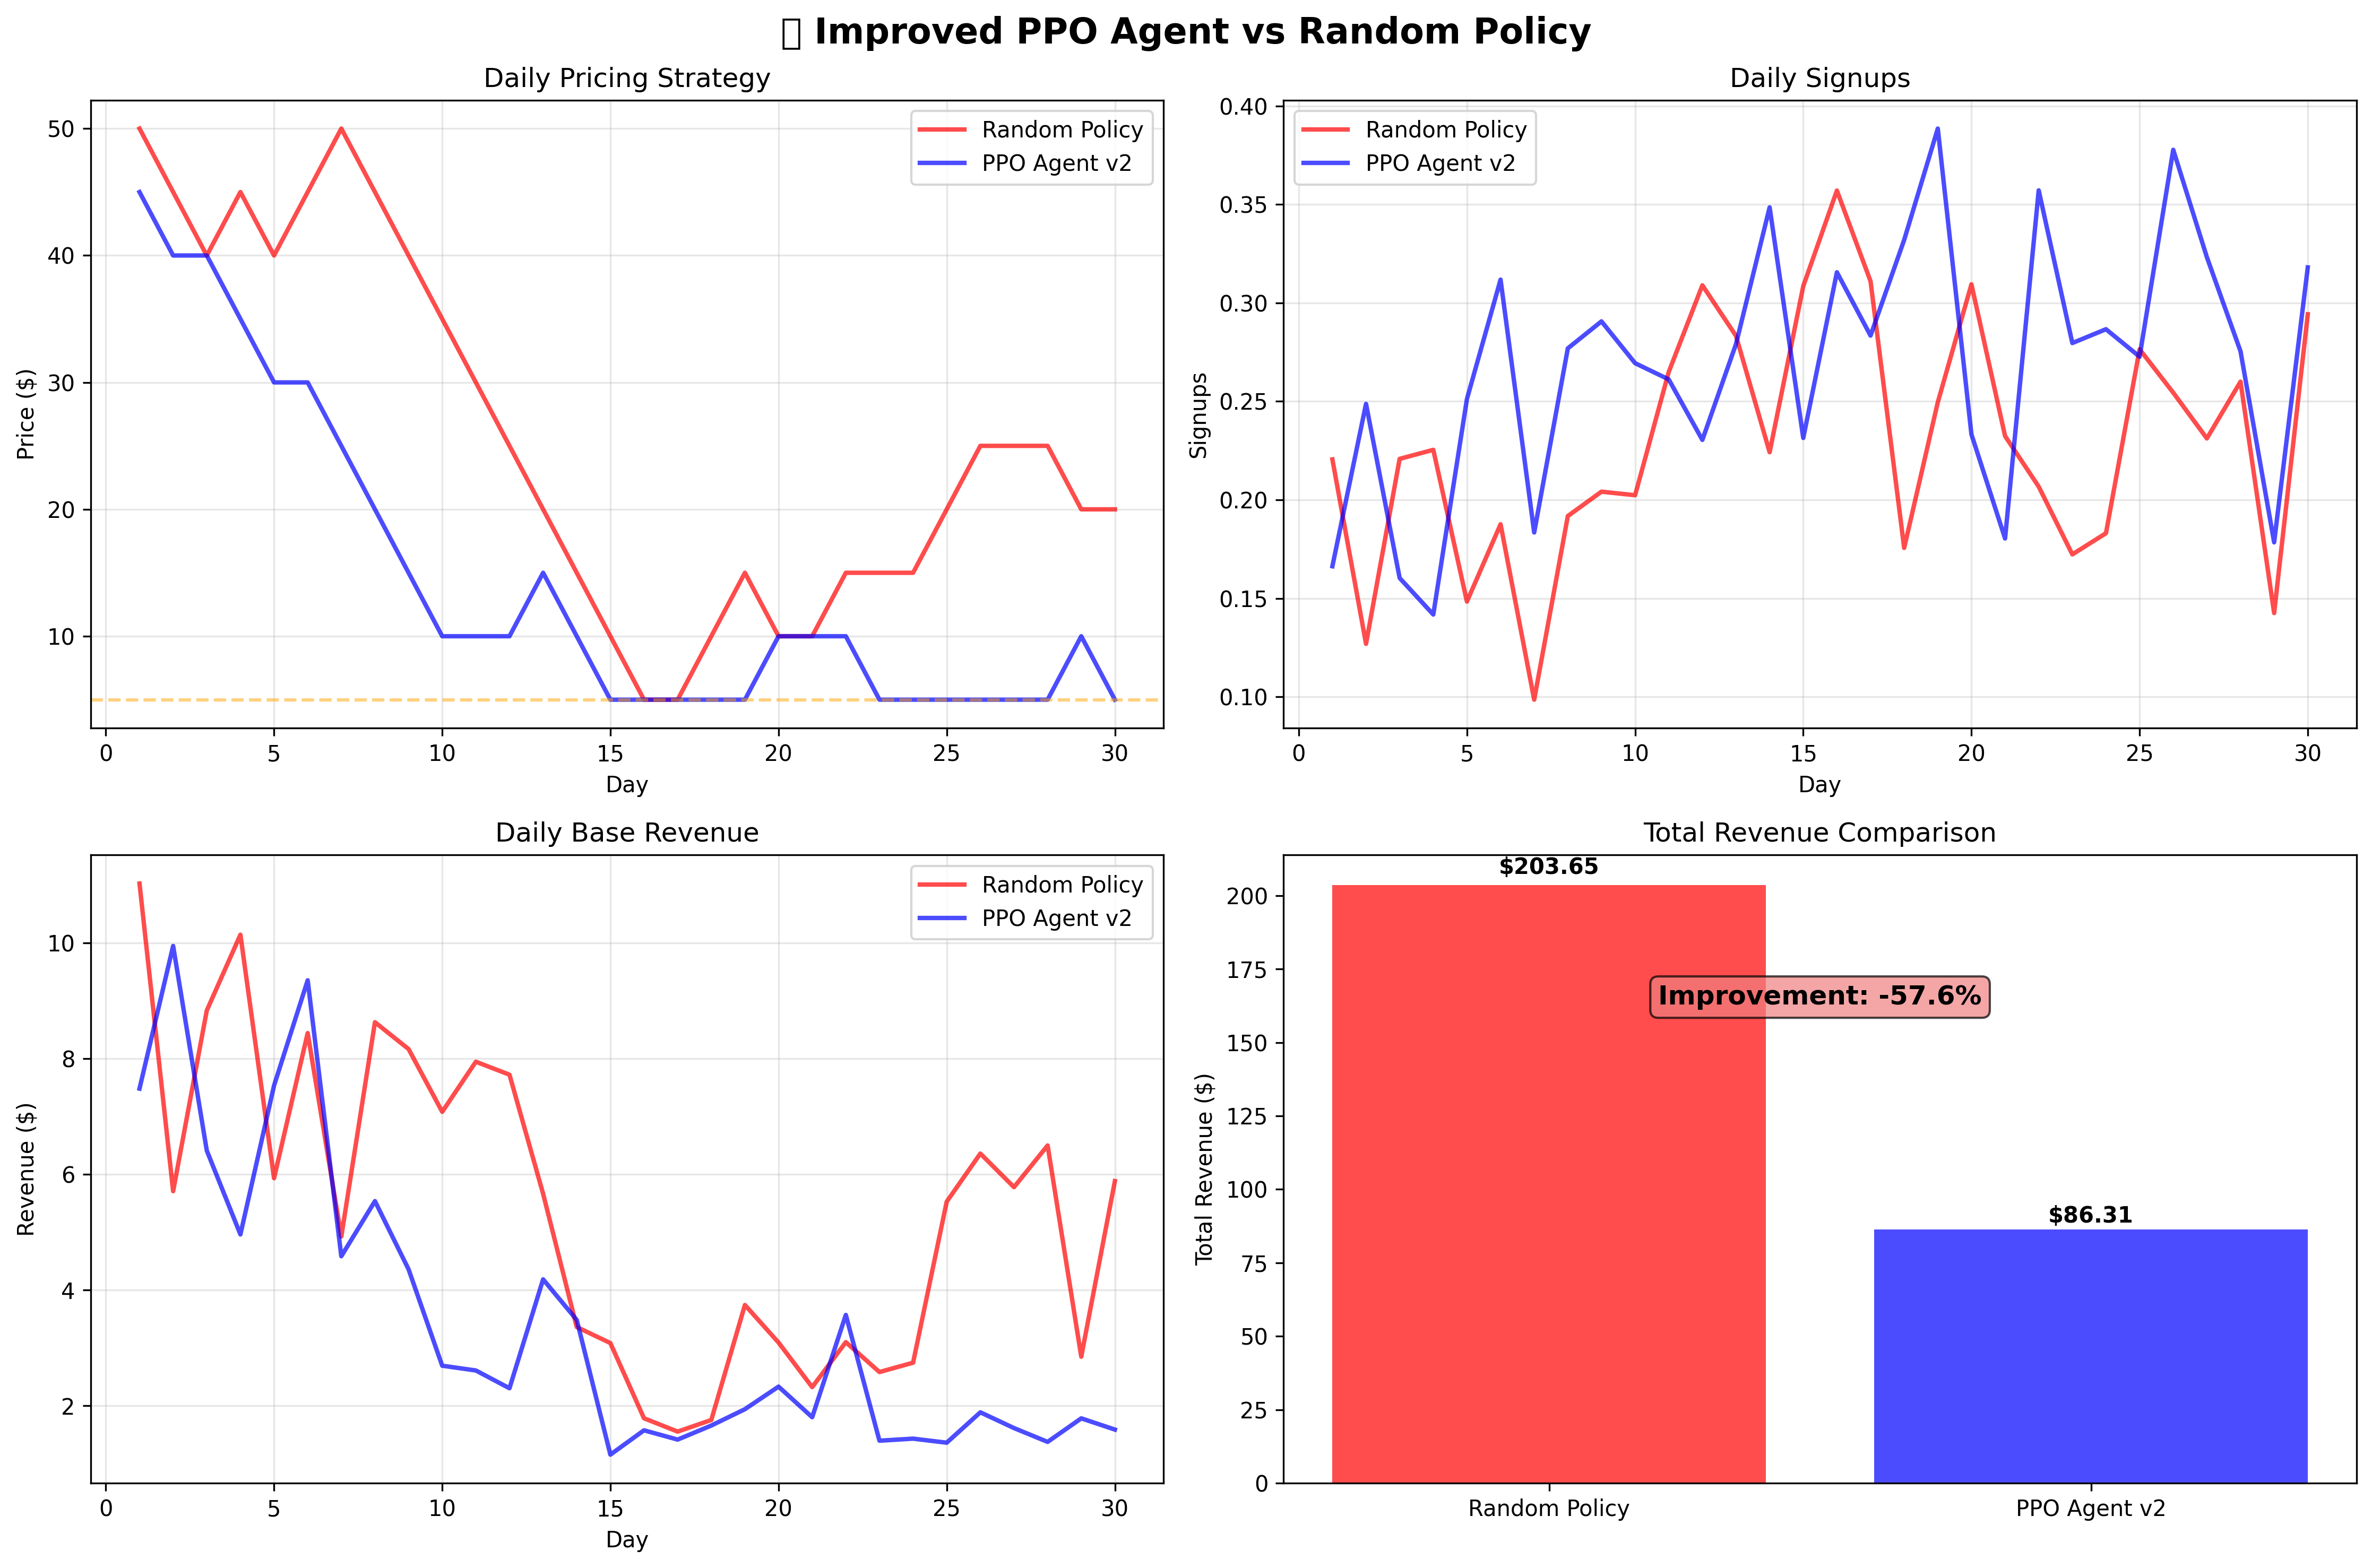 Improved PPO Agent vs Random Policy
Daily Pricing Strategy
Price ($)
50
40
30
20
10
Random Policy
PPO Agent v2
0 5 10 15 20 25 30
Day
Daily Signups
Signups
0.40
0.35
0.30
0.25
0.20
0.15
0.10
Random Policy
PPO Agent v2
0 5 10 15 20 25 30
Day
Daily Base Revenue
Revenue ($)
10
8
6
4
2
Random Policy
PPO Agent v2
0 5 10 15 20 25 30
Day
Total Revenue Comparison
Total Revenue ($)
200
175
150
125
100
75
50
25
0
$203.65
Improvement: -57.6%
$86.31
Random Policy PPO Agent v2